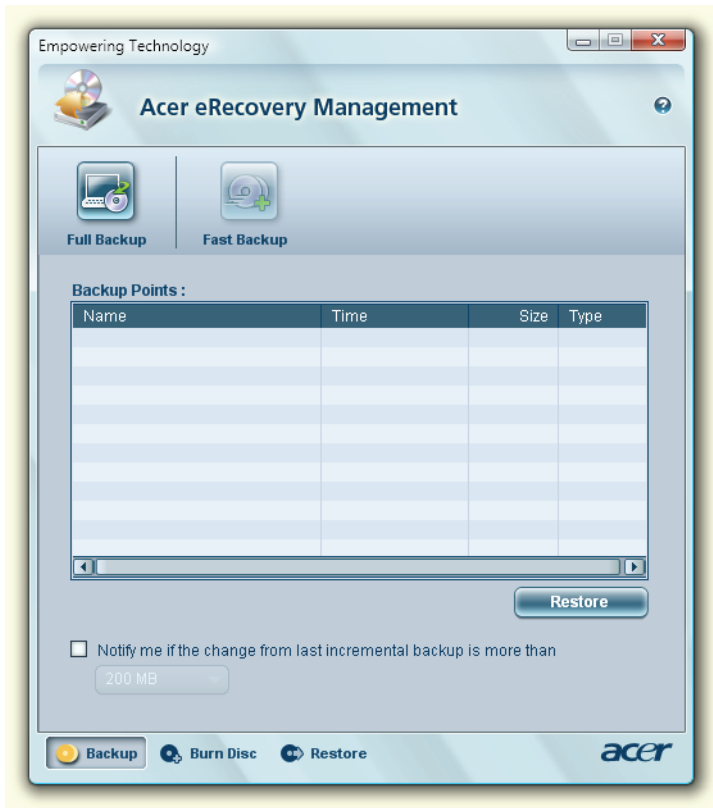 Empowering Technology
Acer eRecovery Management
Full Backup
Fast Backup
Backup Points :
Name Time Size Type
Restore
Notify me if the change from last incremental backup is more than
200 MB
Backup Burn Disc Restore acer